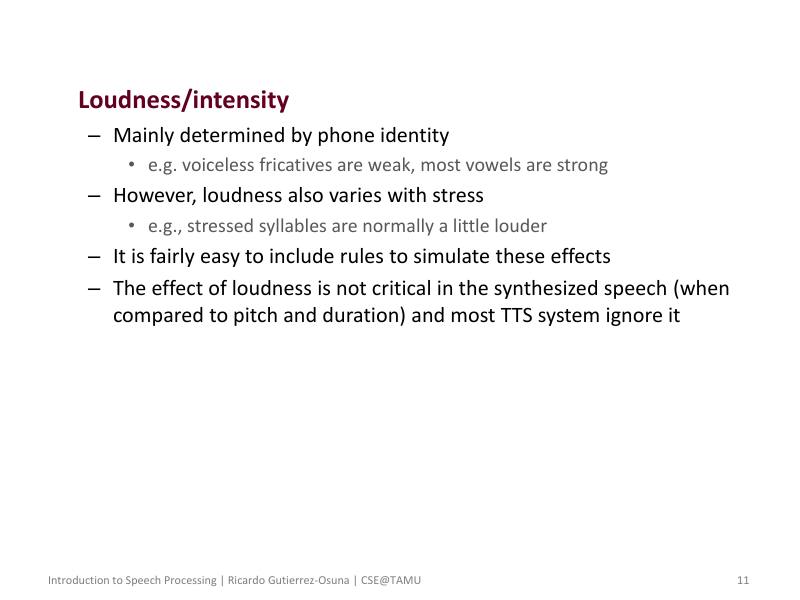 Loudness/intensity
– Mainly determined by phone identity
• e.g. voiceless fricatives are weak, most vowels are strong
– However, loudness also varies with stress
• e.g., stressed syllables are normally a little louder
– It is fairly easy to include rules to simulate these effects
– The effect of loudness is not critical in the synthesized speech (when
compared to pitch and duration) and most TTS system ignore it
Introduction to Speech Processing | Ricardo Gutierrez-Osuna | CSE@TAMU 11